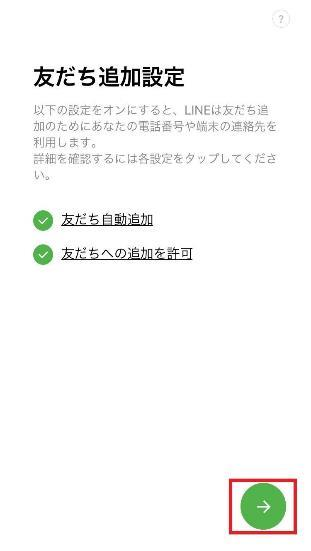 ?
友だち追加設定
以下の設定をオンにすると、LINEは友だち追
加のためにあなたの電話番号や端末の連絡先を
利用します。
詳細を確認するには各設定をタップしてくださ
い。
友だち自動追加
友だちへの追加を許可